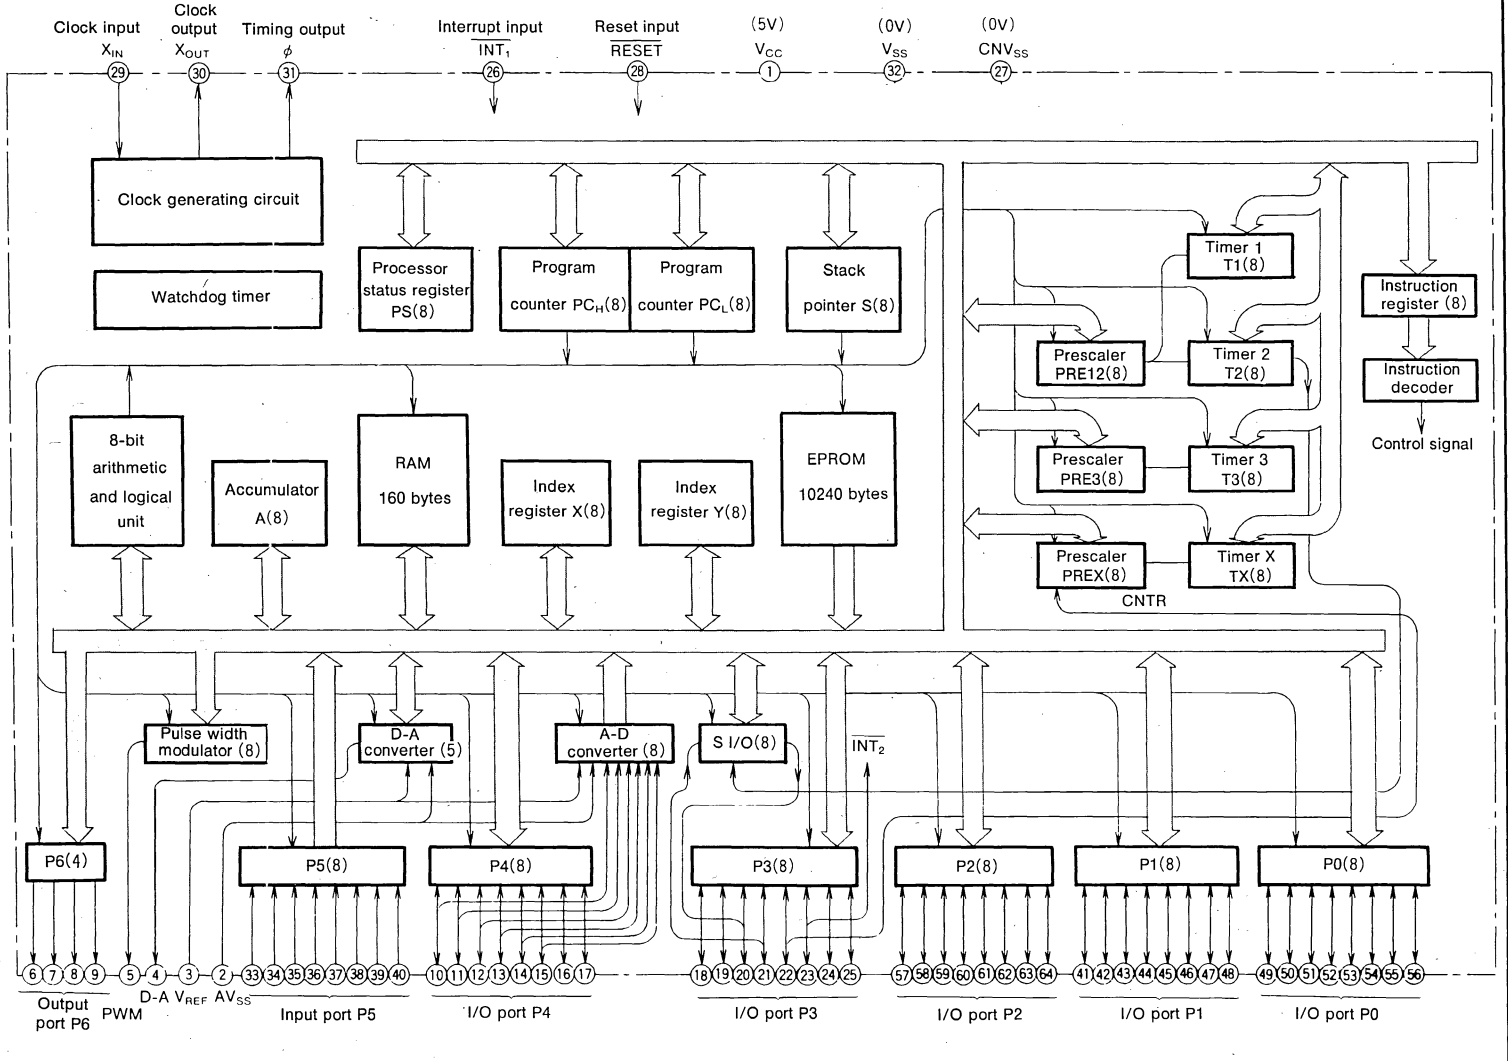 Clock input
X_IN
29
Clock
output
X_OUT
30
Timing output
φ
31
Interrupt input
INT₁
26
Reset input
RESET
28
(5V)
V_CC
1
(0V)
V_SS
32
(0V)
CNV_SS
27
Clock generating circuit
Watchdog timer
Processor
status register
PS(8)
Program
counter PC_H(8)
Program
counter PC_L(8)
Stack
pointer S(8)
Timer 1
T1(8)
Instruction
register (8)
Prescaler
PRE12(8)
Timer 2
T2(8)
Instruction
decoder
Control signal
8-bit
arithmetic
and logical
unit
Accumulator
A(8)
RAM
160 bytes
Index
register X(8)
Index
register Y(8)
EPROM
10240 bytes
Prescaler
PRE3(8)
Timer 3
T3(8)
Prescaler
PREX(8)
Timer X
TX(8)
CNTR
Pulse width
modulator (8)
D-A
converter (5)
A-D
converter (8)
S I/O(8)
INT₂
P6(4)
P5(8)
P4(8)
P3(8)
P2(8)
P1(8)
P0(8)
6 7 8 9 5 4 3 2 33 34 35 36 37 38 39 40 10 11 12 13 14 15 16 17 18 19 20 21 22 23 24 25 57 58 59 60 61 62 63 64 41 42 43 44 45 46 47 48 49 50 51 52 53 54 55 56
Output
port P6
PWM
D-A
V_REF
AV_SS
Input port P5
I/O port P4
I/O port P3
I/O port P2
I/O port P1
I/O port P0